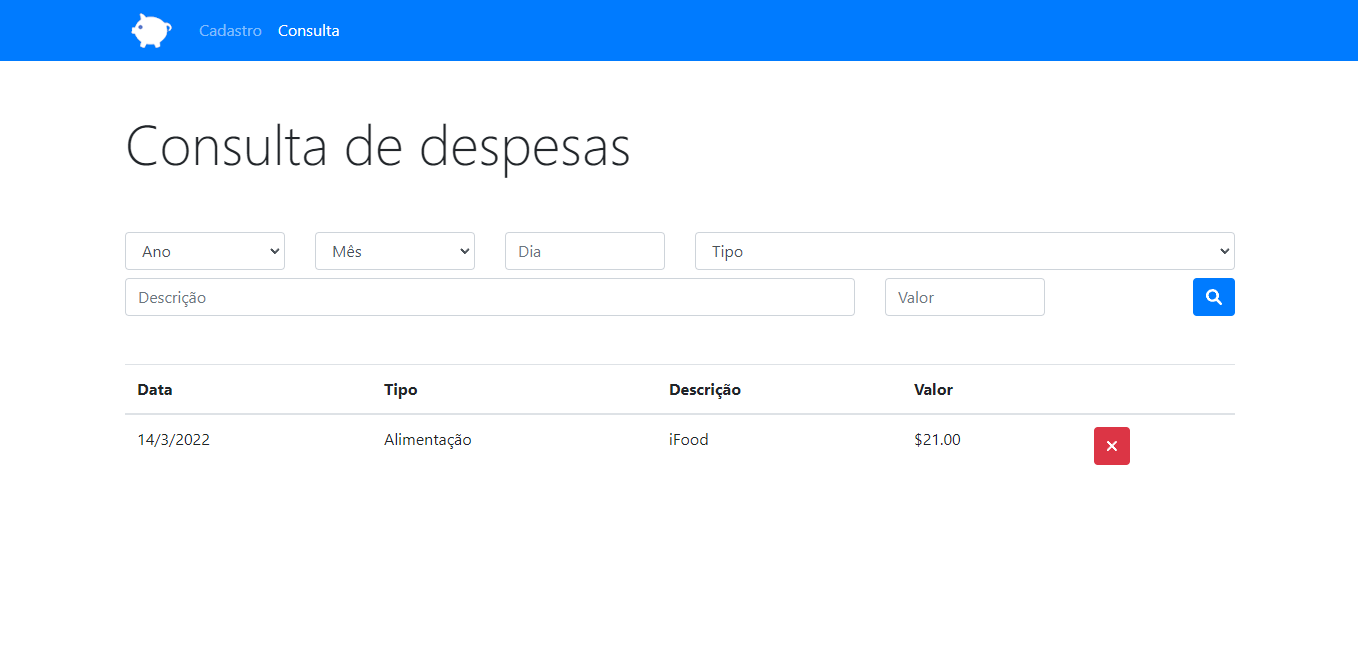 Cadastro Consulta
Consulta de despesas
Ano Mês Dia Tipo
Descrição Valor
Data Tipo Descrição Valor
14/3/2022 Alimentação iFood $21.00